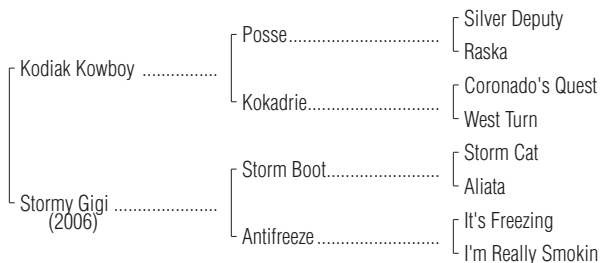 Silver Deputy
Posse
Raska
Kodiak Kowboy
Coronado's Quest
Kokadrie
West Turn
Storm Cat
Storm Boot
Aliata
Stormy Gigi
(2006)
It's Freezing
Antifreeze
I'm Really Smokin